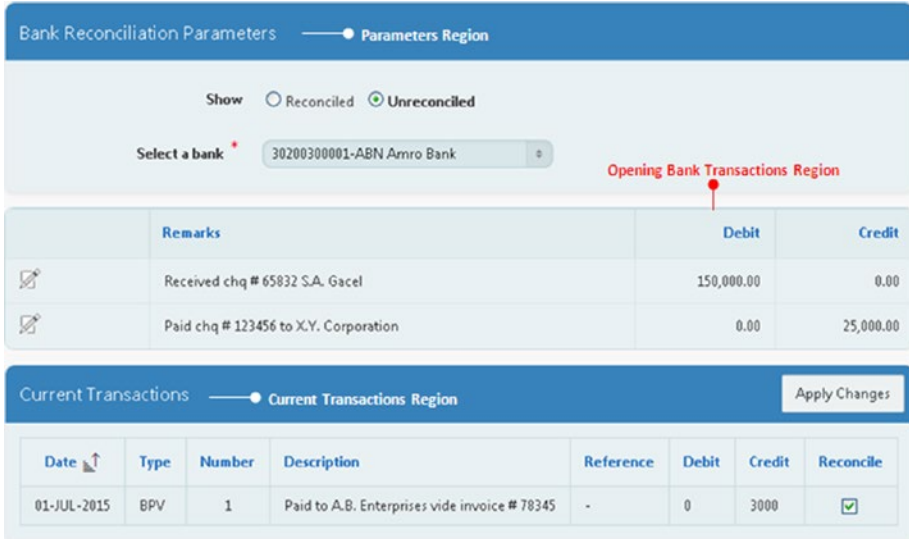 Bank Reconciliation Parameters Parameters Region
Show Reconciled Unreconciled
Select a bank * 30200300001-ABN Amro Bank
Opening Bank Transactions Region
Remarks Debit Credit
Received chq # 65832 S.A. Gacel 150,000.00 0.00
Paid chq # 123456 to X.Y. Corporation 0.00 25,000.00
Current Transactions Current Transactions Region Apply Changes
Date Type Number Description Reference Debit Credit Reconcile
01-JUL-2015 BPV 1 Paid to A.B. Enterprises vide invoice # 78345 - 0 3000